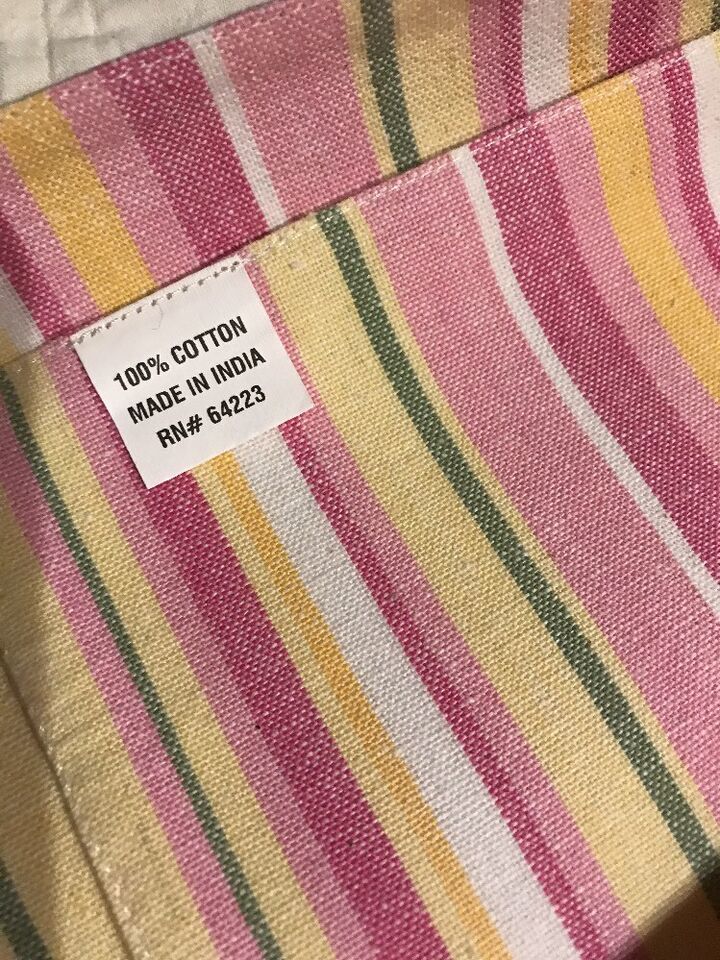 100% COTTON
MADE IN INDIA
RN# 64223